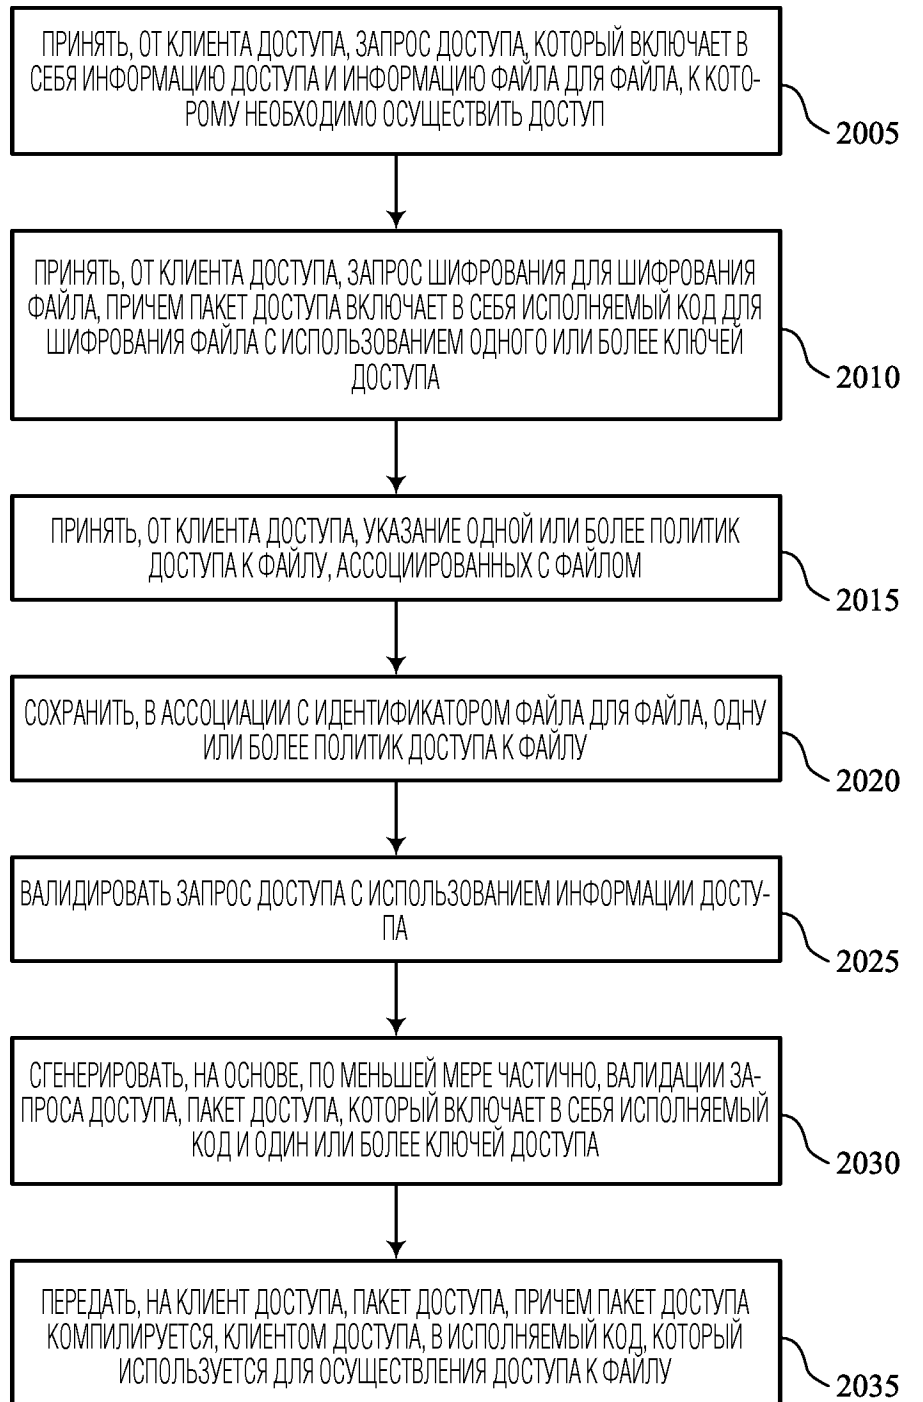 ПРИНЯТЬ, ОТ КЛИЕНТА ДОСТУПА, ЗАПРОС ДОСТУПА, КОТОРЫЙ ВКЛЮЧАЕТ В
СЕБЯ ИНФОРМАЦИЮ ДОСТУПА И ИНФОРМАЦИЮ ФАЙЛА ДЛЯ ФАЙЛА, К КОТО-
РОМУ НЕОБХОДИМО ОСУЩЕСТВИТЬ ДОСТУП
2005
ПРИНЯТЬ, ОТ КЛИЕНТА ДОСТУПА, ЗАПРОС ШИФРОВАНИЯ ДЛЯ ШИФРОВАНИЯ
ФАЙЛА, ПРИЧЕМ ПАКЕТ ДОСТУПА ВКЛЮЧАЕТ В СЕБЯ ИСПОЛНЯЕМЫЙ КОД ДЛЯ
ШИФРОВАНИЯ ФАЙЛА С ИСПОЛЬЗОВАНИЕМ ОДНОГО ИЛИ БОЛЕЕ КЛЮЧЕЙ
ДОСТУПА
2010
ПРИНЯТЬ, ОТ КЛИЕНТА ДОСТУПА, УКАЗАНИЕ ОДНОЙ ИЛИ БОЛЕЕ ПОЛИТИК
ДОСТУПА К ФАЙЛУ, АССОЦИИРОВАННЫХ С ФАЙЛОМ
2015
СОХРАНИТЬ, В АССОЦИАЦИИ С ИДЕНТИФИКАТОРОМ ФАЙЛА ДЛЯ ФАЙЛА, ОДНУ
ИЛИ БОЛЕЕ ПОЛИТИК ДОСТУПА К ФАЙЛУ
2020
ВАЛИДИРОВАТЬ ЗАПРОС ДОСТУПА С ИСПОЛЬЗОВАНИЕМ ИНФОРМАЦИИ ДОСТУ-
ПА
2025
СГЕНЕРИРОВАТЬ, НА ОСНОВЕ, ПО МЕНЬШЕЙ МЕРЕ ЧАСТИЧНО, ВАЛИДАЦИИ ЗА-
ПРОСА ДОСТУПА, ПАКЕТ ДОСТУПА, КОТОРЫЙ ВКЛЮЧАЕТ В СЕБЯ ИСПОЛНЯЕМЫЙ
КОД И ОДИН ИЛИ БОЛЕЕ КЛЮЧЕЙ ДОСТУПА
2030
ПЕРЕДАТЬ, НА КЛИЕНТ ДОСТУПА, ПАКЕТ ДОСТУПА, ПРИЧЕМ ПАКЕТ ДОСТУПА
КОМПИЛИРУЕТСЯ, КЛИЕНТОМ ДОСТУПА, В ИСПОЛНЯЕМЫЙ КОД, КОТОРЫЙ
ИСПОЛЬЗУЕТСЯ ДЛЯ ОСУЩЕСТВЛЕНИЯ ДОСТУПА К ФАЙЛУ
2035